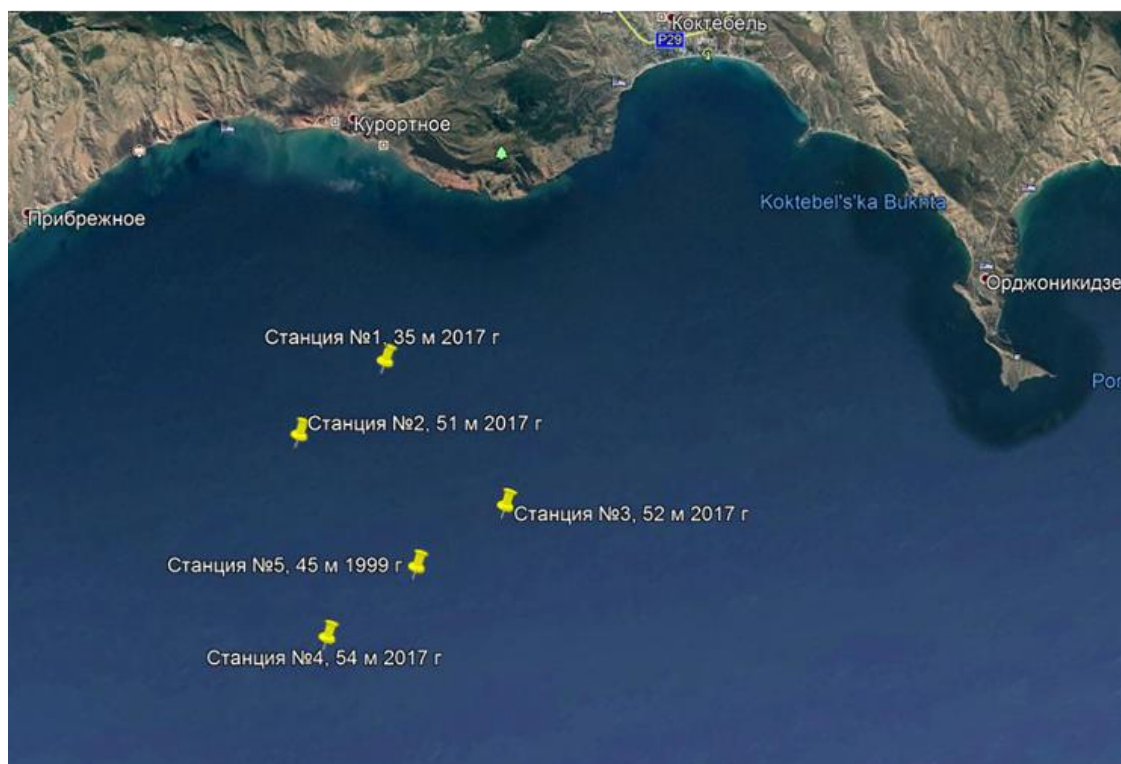 Коктебель
P29
Курортное
Прибрежное
Koktebel's'ka Bukhta
Орджоникидзе
Станция №1, 35 м 2017 г
Por
Станция №2, 51 м 2017 г
Станция №3, 52 м 2017 г
Станция №5, 45 м 1999 г
Станция №4, 54 м 2017 г